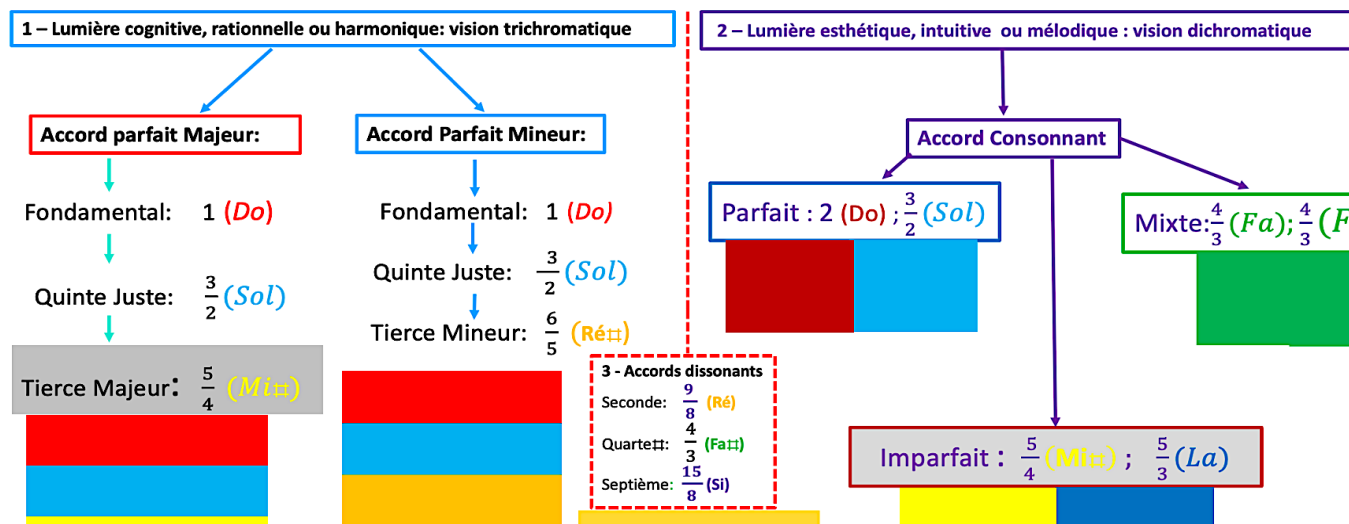 1 – Lumière cognitive, rationnelle ou harmonique: vision trichromatique
Accord parfait Majeur:
Fondamental: 1 (Do)
Quinte Juste: 3/2 (Sol)
Tierce Majeur: 5/4 (Mi⌗)
Accord Parfait Mineur:
Fondamental: 1 (Do)
Quinte Juste: 3/2 (Sol)
Tierce Mineur: 6/5 (Ré⌗)
3 - Accords dissonants
Seconde: 9/8 (Ré)
Quarte⌗: 4/3 (Fa⌗)
Septième: 15/8 (Si)
2 – Lumière esthétique, intuitive ou mélodique : vision dichromatique
Accord Consonnant
Parfait : 2 (Do) ; 3/2 (Sol)
Mixte: 4/3 (Fa); 4/3 (F
Imparfait : 5/4 (Mi⌗) ; 5/3 (La)